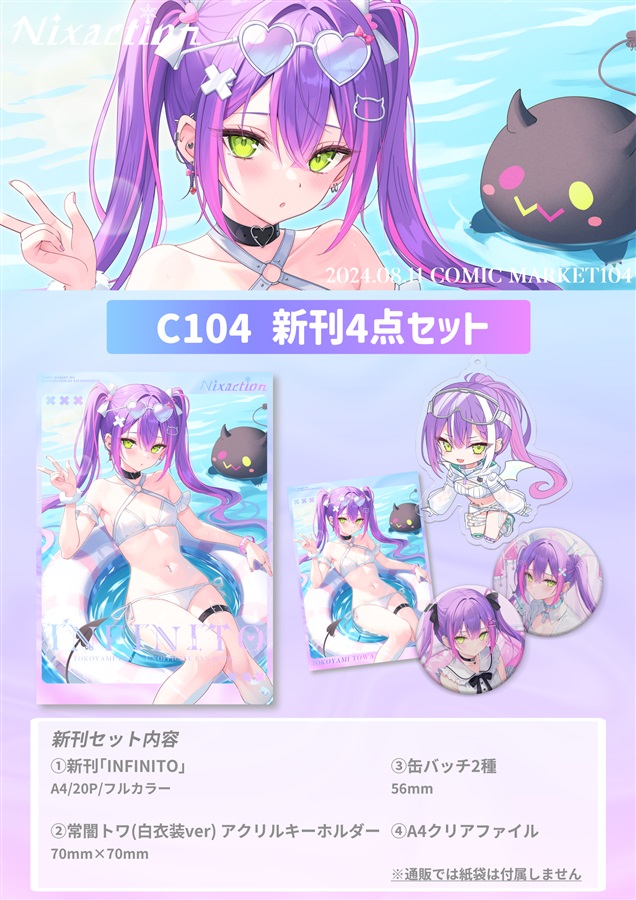 Nixaction
2024.08.11 COMIC MARKET104
C104 新刊4点セット
Nixaction
INFINITO
TOKOYAMI TOWA
新刊セット内容
①新刊「INFINITO」
A4/20P/フルカラー
②常闇トワ(白衣装ver) アクリルキーホルダー
70mm×70mm
③缶バッチ2種
56mm
④A4クリアファイル
※通販では紙袋は付属しません